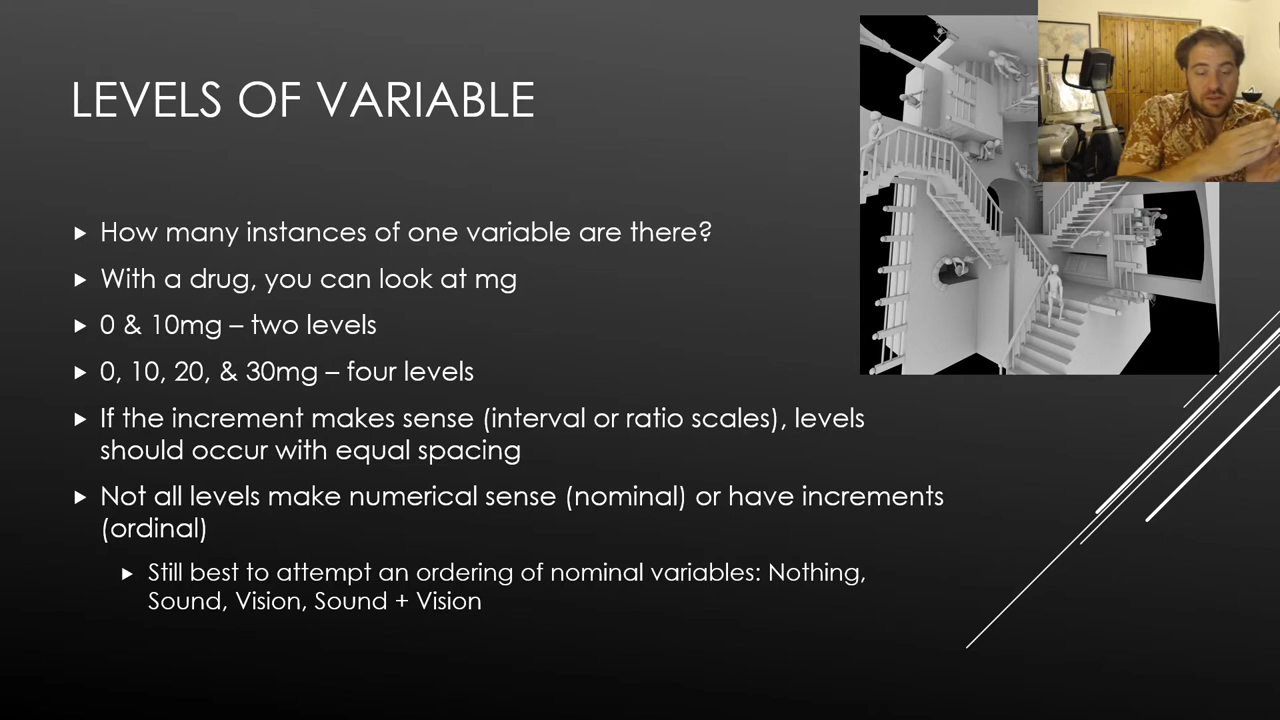 LEVELS OF VARIABLE
How many instances of one variable are there?
With a drug, you can look at mg
0 & 10mg – two levels
0, 10, 20, & 30mg – four levels
If the increment makes sense (interval or ratio scales), levels
should occur with equal spacing
Not all levels make numerical sense (nominal) or have increments
(ordinal)
Still best to attempt an ordering of nominal variables: Nothing,
Sound, Vision, Sound + Vision